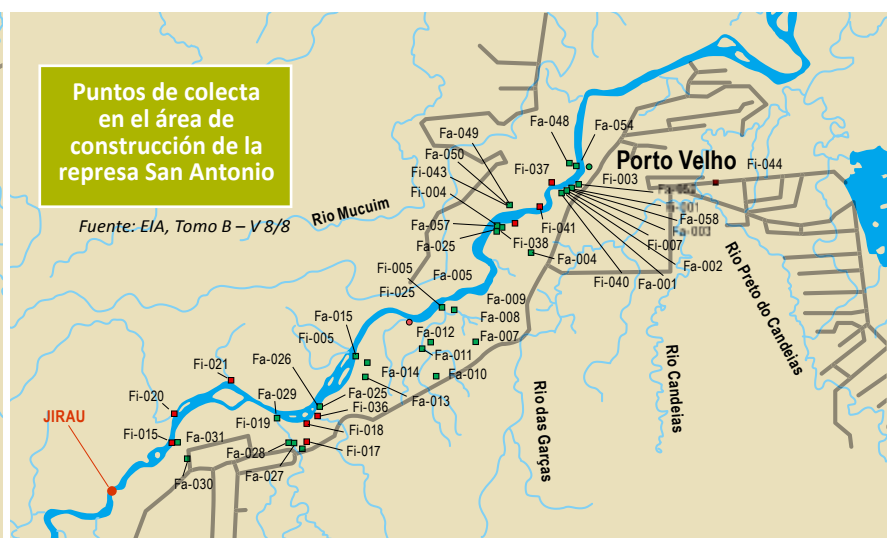 Puntos de colecta
en el área de
construcción de la
represa San Antonio
Fuente: EIA, Tomo B – V 8/8
Fa-048
Fa-054
Fa-049
Fa-050
Fi-043
Fi-004
Fi-037
Porto Velho
Fi-044
Fi-003
Rio Mucuim
Fa-057
Fa-025
Fi-038
Fi-041
Fa-004
Fa-058
Fi-007
Fa-002
Fa-001
Fi-040
Fi-005
Fa-005
Fi-025
Fa-009
Fa-008
Fa-007
Fa-012
Fa-011
Fa-010
Fa-015
Fi-005
Fa-014
Fa-013
Fa-026
Fi-021
Fa-029
Fa-025
Fi-036
Fi-020
Fi-019
Fi-018
Fi-017
JIRAU
Fi-015
Fa-031
Fa-028
Fa-027
Fa-030
Rio das Garças
Rio Candeias
Rio Preto do Candeias